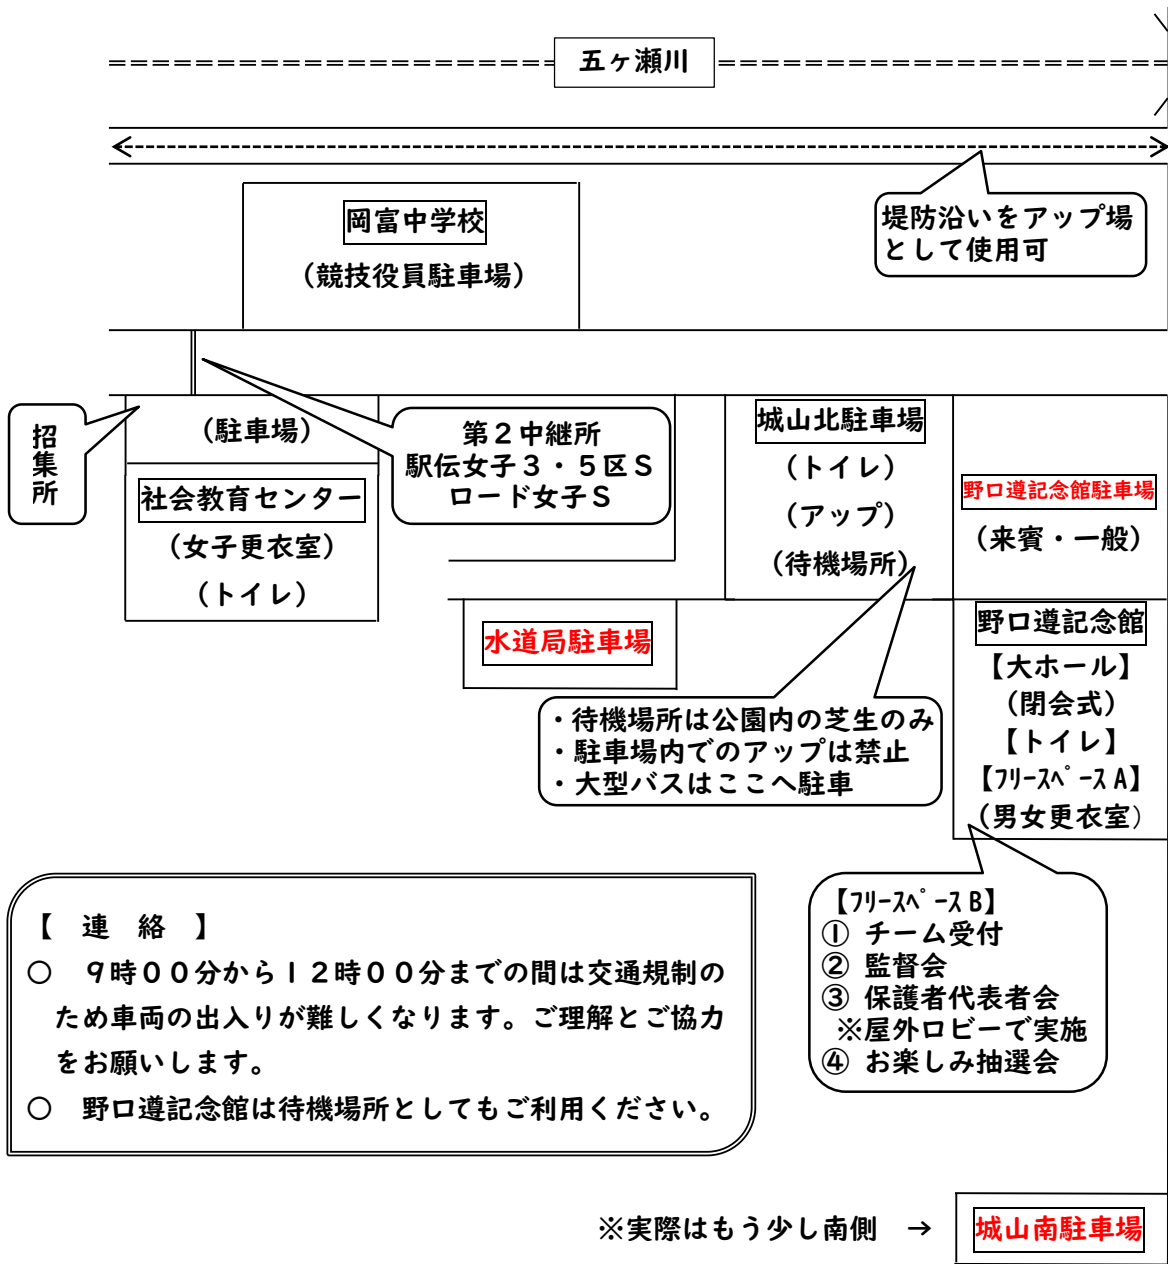 五ヶ瀬川
堤防沿いをアップ場
として使用可
岡富中学校
（競技役員駐車場）
招集所
（駐車場）
社会教育センター
（女子更衣室）
（トイレ）
第２中継所
駅伝女子３・５区Ｓ
ロード女子Ｓ
城山北駐車場
（トイレ）
（アップ）
（待機場所）
野口遵記念館駐車場
（来賓・一般）
水道局駐車場
・待機場所は公園内の芝生のみ
・駐車場内でのアップは禁止
・大型バスはここへ駐車
野口遵記念館
【大ホール】
（閉会式）
【トイレ】
【ﾌﾘｰｽﾍﾟｰｽ A】
（男女更衣室）
【ﾌﾘｰｽﾍﾟｰｽ B】
① チーム受付
② 監督会
③ 保護者代表者会
※屋外ロビーで実施
④ お楽しみ抽選会
【　連　絡　】
○　９時００分から１２時００分までの間は交通規制の
ため車両の出入りが難しくなります。ご理解とご協力
をお願いします。
○　野口遵記念館は待機場所としてもご利用ください。
※実際はもう少し南側　→
城山南駐車場